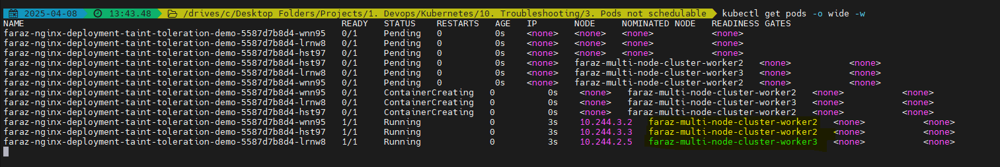 2025-04-08 13:43.48 /drives/c/Desktop Folders/Projects/1. Devops/Kubernetes/10. Troubleshooting/3. Pods not schedulable kubectl get pods -o wide -w
NAME READY STATUS RESTARTS AGE IP NODE NOMINATED NODE READINESS GATES
faraz-nginx-deployment-taint-toleration-demo-5587d7b8d4-wnn95 0/1 Pending 0 0s <none> <none> <none> <none>
faraz-nginx-deployment-taint-toleration-demo-5587d7b8d4-lrnw8 0/1 Pending 0 0s <none> <none> <none> <none>
faraz-nginx-deployment-taint-toleration-demo-5587d7b8d4-hst97 0/1 Pending 0 0s <none> <none> <none> <none>
faraz-nginx-deployment-taint-toleration-demo-5587d7b8d4-hst97 0/1 Pending 0 0s <none> faraz-multi-node-cluster-worker2 <none> <none>
faraz-nginx-deployment-taint-toleration-demo-5587d7b8d4-lrnw8 0/1 Pending 0 0s <none> faraz-multi-node-cluster-worker3 <none> <none>
faraz-nginx-deployment-taint-toleration-demo-5587d7b8d4-wnn95 0/1 Pending 0 0s <none> faraz-multi-node-cluster-worker2 <none> <none>
faraz-nginx-deployment-taint-toleration-demo-5587d7b8d4-wnn95 0/1 ContainerCreating 0 0s <none> faraz-multi-node-cluster-worker2 <none> <none>
faraz-nginx-deployment-taint-toleration-demo-5587d7b8d4-lrnw8 0/1 ContainerCreating 0 0s <none> faraz-multi-node-cluster-worker3 <none> <none>
faraz-nginx-deployment-taint-toleration-demo-5587d7b8d4-hst97 0/1 ContainerCreating 0 0s <none> faraz-multi-node-cluster-worker2 <none> <none>
faraz-nginx-deployment-taint-toleration-demo-5587d7b8d4-wnn95 1/1 Running 0 3s 10.244.3.2 faraz-multi-node-cluster-worker2 <none> <none>
faraz-nginx-deployment-taint-toleration-demo-5587d7b8d4-hst97 1/1 Running 0 3s 10.244.3.3 faraz-multi-node-cluster-worker2 <none> <none>
faraz-nginx-deployment-taint-toleration-demo-5587d7b8d4-lrnw8 1/1 Running 0 3s 10.244.2.5 faraz-multi-node-cluster-worker3 <none> <none>